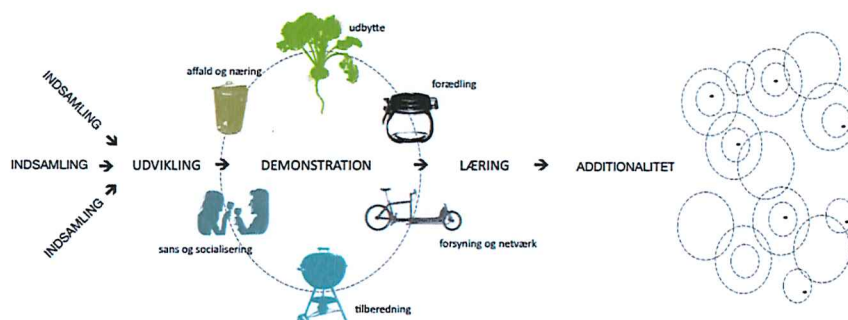 udbytte
affald og næring
forædling
INDSAMLING
INDSAMLING → UDVIKLING → DEMONSTRATION → LÆRING → ADDITIONALITET
INDSAMLING
sans og socialisering
forsyning og netværk
tilberedning